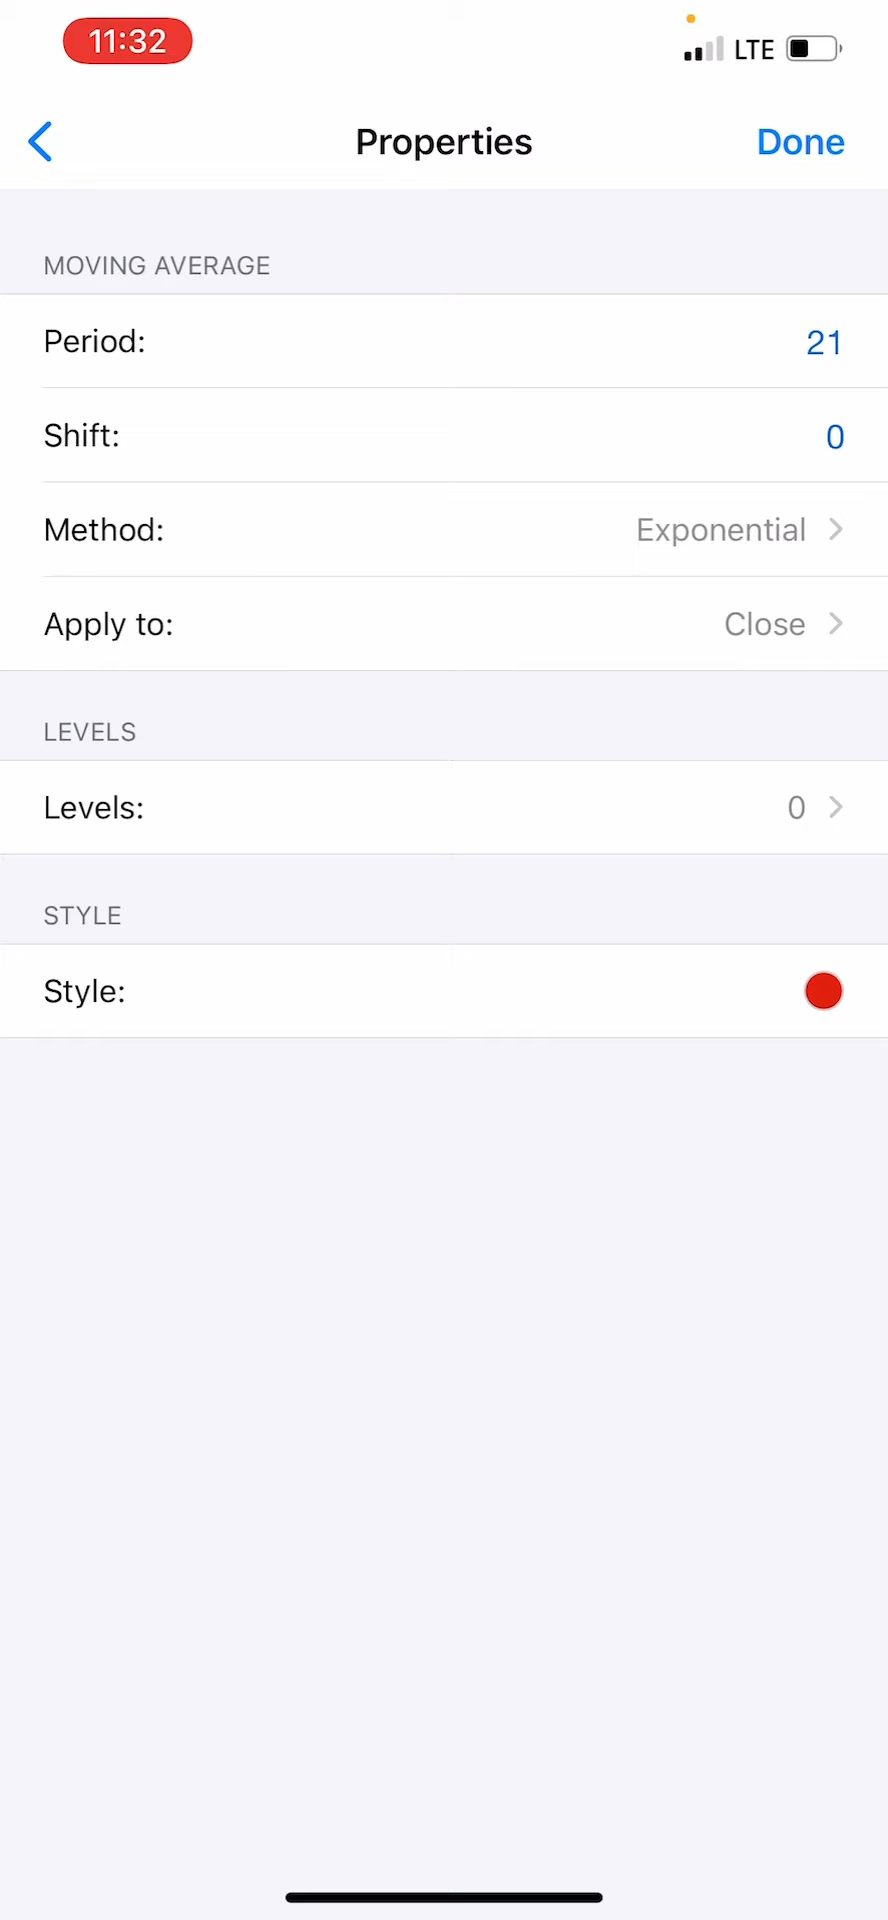 11:32
LTE
Properties
Done
MOVING AVERAGE
Period:
21
Shift:
0
Method:
Exponential
Apply to:
Close
LEVELS
Levels:
0
STYLE
Style: